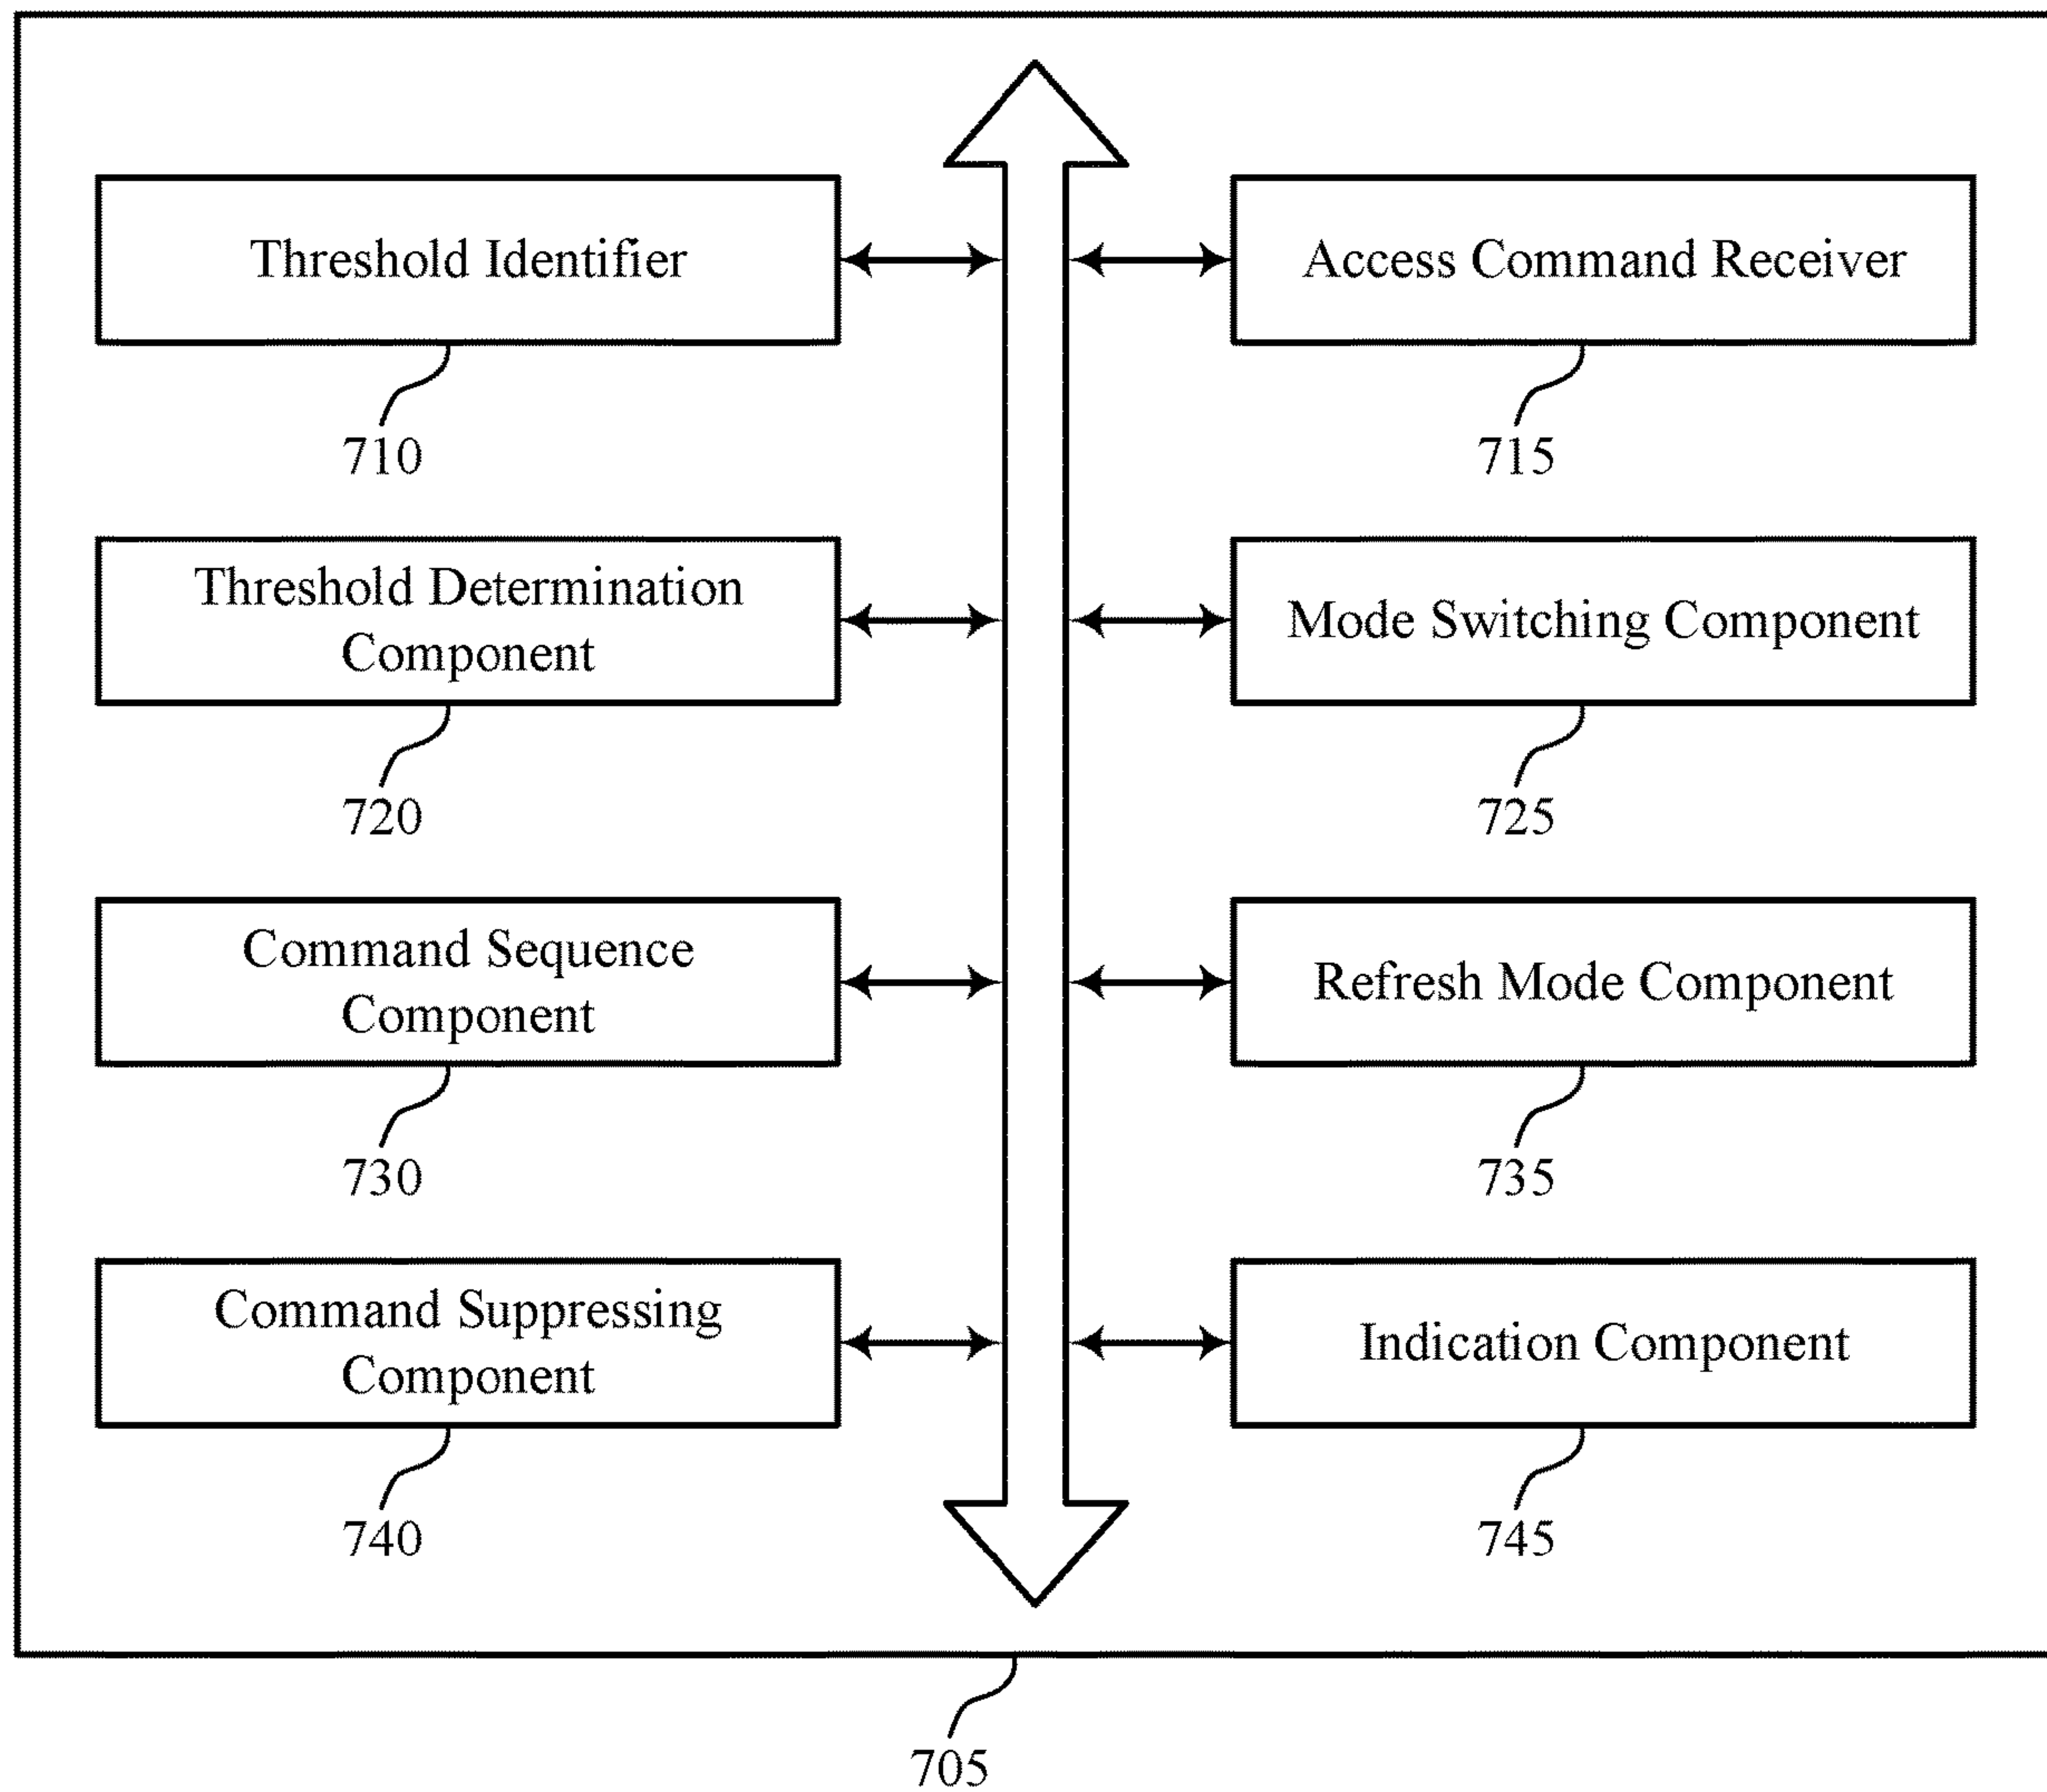 Threshold Identifier
Access Command Receiver
710
715
Threshold Determination
Component
Mode Switching Component
720
725
Command Sequence
Component
Refresh Mode Component
730
735
Command Suppressing
Component
Indication Component
740
745
705